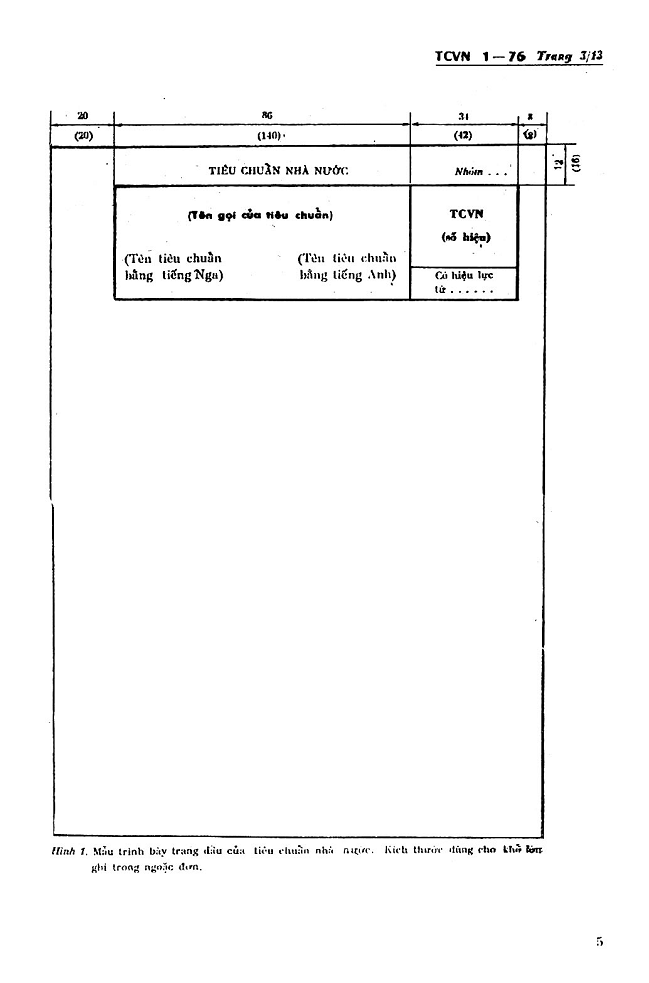 TCVN 1—76 Trang 3/13
20 86 31 8
(20) (140) (42) (8)
TIÊU CHUẨN NHÀ NƯỚC Nhóm . . .
12 (16)
(Tên gọi của tiêu chuẩn) TCVN
(số hiệu)
(Tên tiêu chuẩn (Tên tiêu chuẩn
bằng tiếng Nga) bằng tiếng Anh) Có hiệu lực
từ . . . . . .
Hình 1. Mẫu trình bày trang đầu của tiêu chuẩn nhà nước. Kích thước dùng cho khổ lớn
ghi trong ngoặc đơn.
5